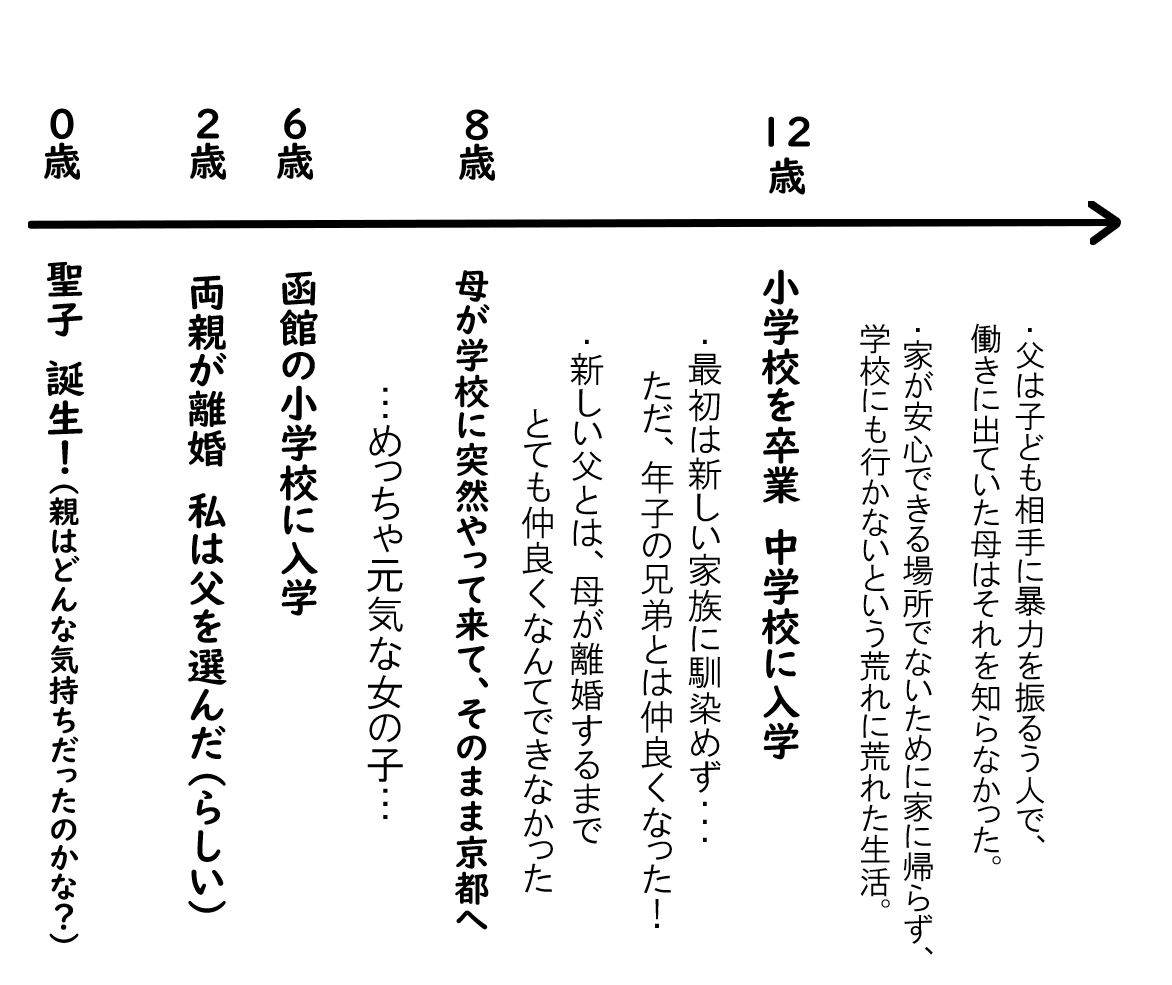 0歳
聖子 誕生！（親はどんな気持ちだったのかな？）
2歳
両親が離婚 私は父を選んだ（らしい）
6歳
函館の小学校に入学
…めっちゃ元気な女の子…
8歳
母が学校に突然やって来て、そのまま京都へ
・最初は新しい家族に馴染めず・・・
ただ、年子の兄弟とは仲良くなった！
・新しい父とは、母が離婚するまで
とても仲良くなんてできなかった
12歳
小学校を卒業 中学校に入学
・父は子ども相手に暴力を振るう人で、
働きに出ていた母はそれを知らなかった。
・家が安心できる場所でないために家に帰らず、
学校にも行かないという荒れに荒れた生活。